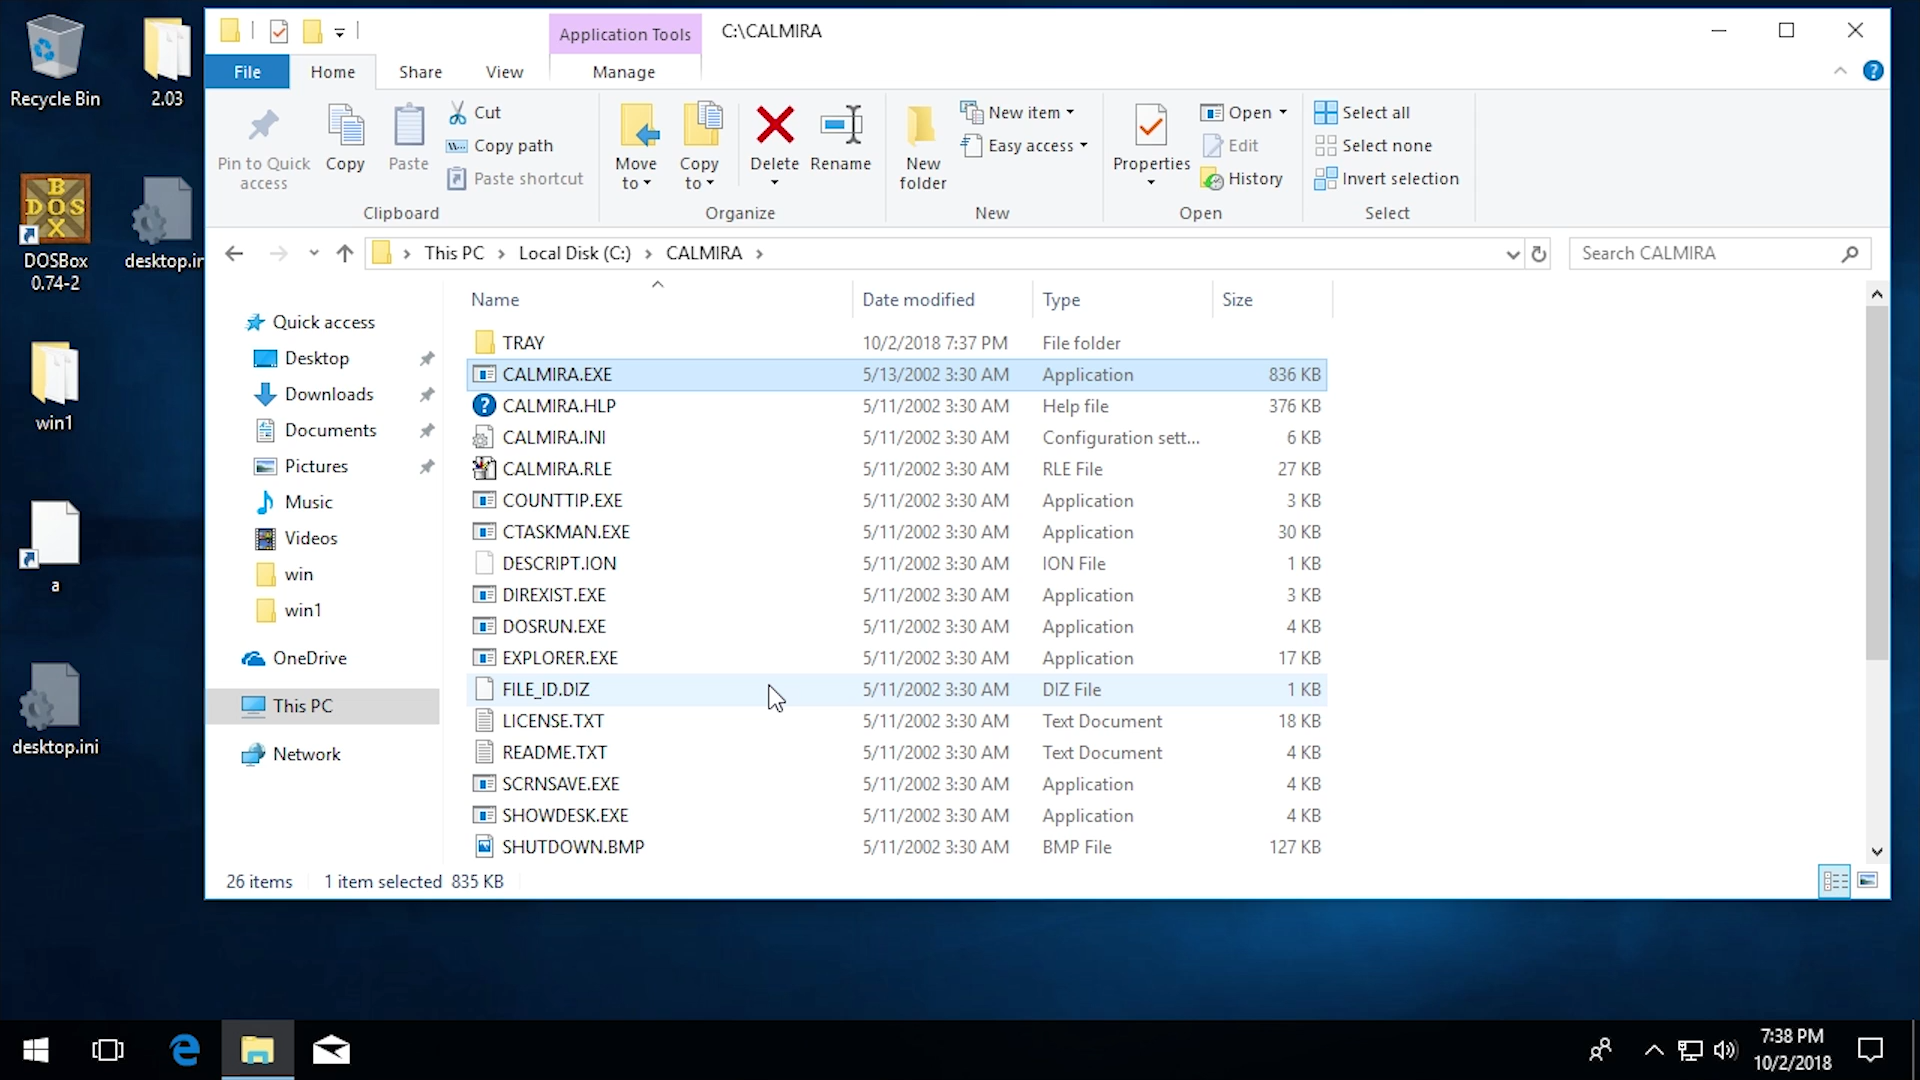 Recycle Bin
2.03
DOSBox
0.74-2
desktop.in
win1
a
desktop.ini
Application Tools
C:\CALMIRA
File
Home
Share
View
Manage
Pin to Quick
access
Copy
Paste
Cut
Copy path
Paste shortcut
Clipboard
Move
to
Copy
to
Delete
Rename
Organize
New
folder
New item
Easy access
New
Properties
Open
Edit
History
Open
Select all
Select none
Invert selection
Select
This PC
Local Disk (C:)
CALMIRA
Search CALMIRA
Quick access
Desktop
Downloads
Documents
Pictures
Music
Videos
win
win1
OneDrive
This PC
Network
Name Date modified Type Size
TRAY 10/2/2018 7:37 PM File folder
CALMIRA.EXE 5/13/2002 3:30 AM Application 836 KB
CALMIRA.HLP 5/11/2002 3:30 AM Help file 376 KB
CALMIRA.INI 5/11/2002 3:30 AM Configuration sett... 6 KB
CALMIRA.RLE 5/11/2002 3:30 AM RLE File 27 KB
COUNTTIP.EXE 5/11/2002 3:30 AM Application 3 KB
CTASKMAN.EXE 5/11/2002 3:30 AM Application 30 KB
DESCRIPT.ION 5/11/2002 3:30 AM ION File 1 KB
DIREXIST.EXE 5/11/2002 3:30 AM Application 3 KB
DOSRUN.EXE 5/11/2002 3:30 AM Application 4 KB
EXPLORER.EXE 5/11/2002 3:30 AM Application 17 KB
FILE_ID.DIZ 5/11/2002 3:30 AM DIZ File 1 KB
LICENSE.TXT 5/11/2002 3:30 AM Text Document 18 KB
README.TXT 5/11/2002 3:30 AM Text Document 4 KB
SCRNSAVE.EXE 5/11/2002 3:30 AM Application 4 KB
SHOWDESK.EXE 5/11/2002 3:30 AM Application 4 KB
SHUTDOWN.BMP 5/11/2002 3:30 AM BMP File 127 KB
26 items 1 item selected 835 KB
7:38 PM
10/2/2018